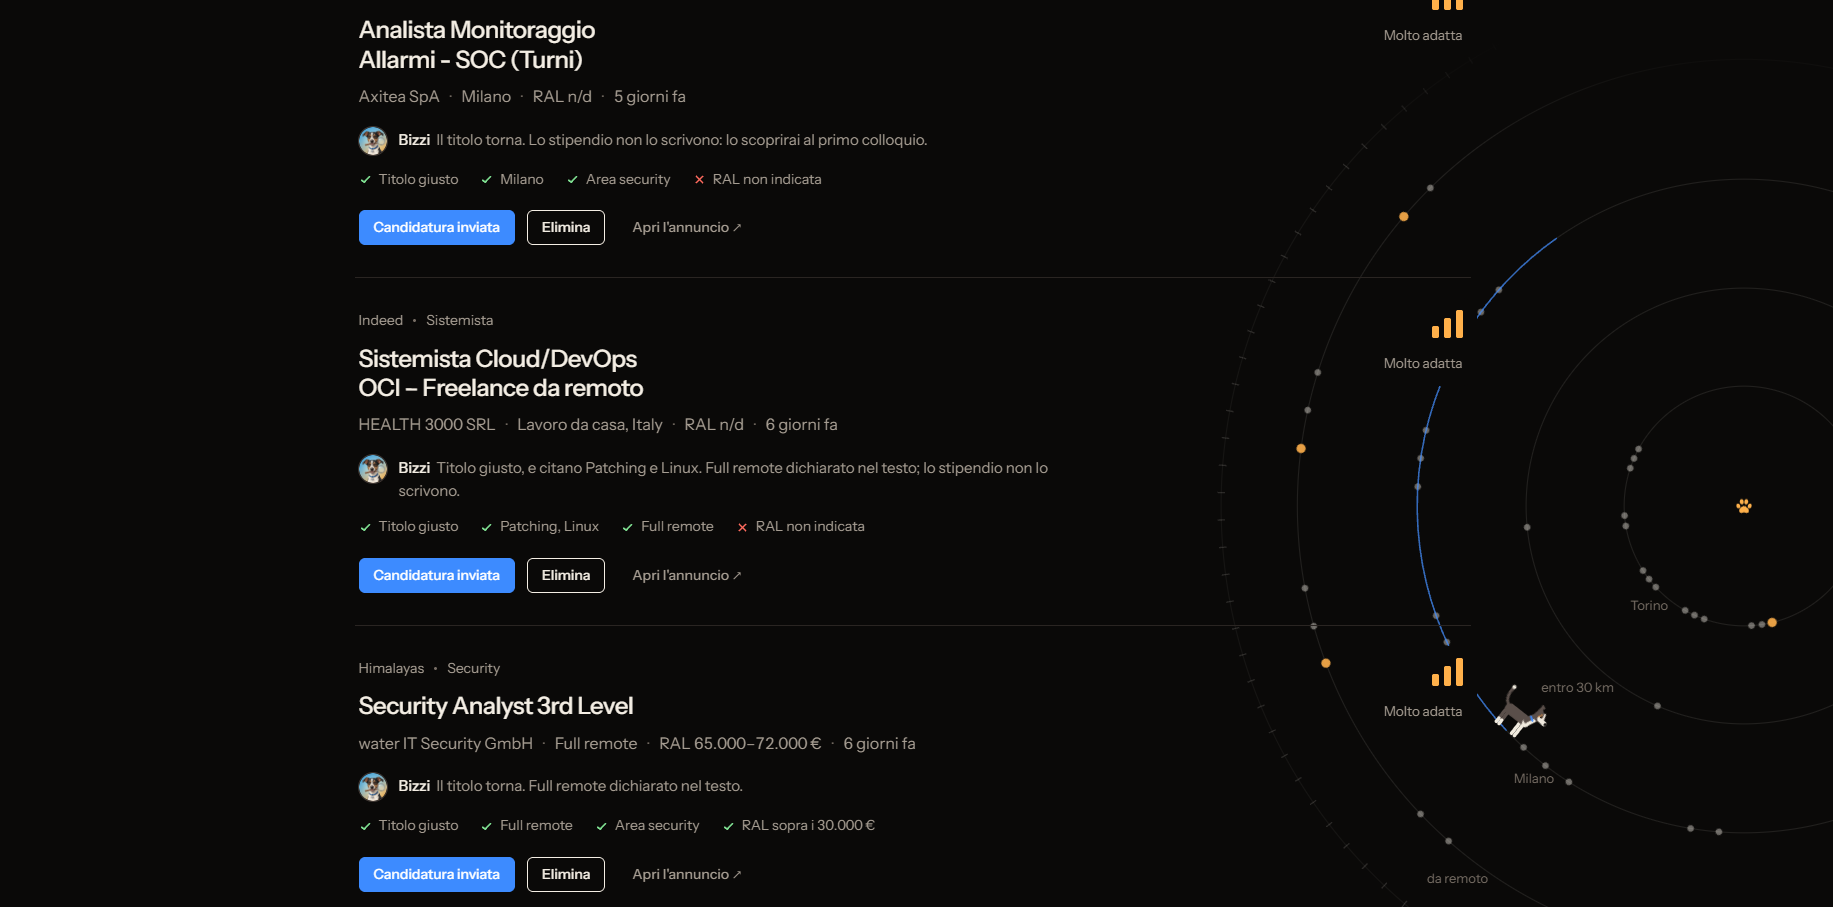 Analista Monitoraggio
Allarmi - SOC (Turni)
Molto adatta
Axitea SpA · Milano · RAL n/d · 5 giorni fa
Bizzi Il titolo torna. Lo stipendio non lo scrivono: lo scoprirai al primo colloquio.
Titolo giusto Milano Area security RAL non indicata
Candidatura inviata Elimina Apri l'annuncio ↗
Indeed • Sistemista
Sistemista Cloud/DevOps
OCI – Freelance da remoto
Molto adatta
HEALTH 3000 SRL · Lavoro da casa, Italy · RAL n/d · 6 giorni fa
Bizzi Titolo giusto, e citano Patching e Linux. Full remote dichiarato nel testo; lo stipendio non lo
scrivono.
Titolo giusto Patching, Linux Full remote RAL non indicata
Candidatura inviata Elimina Apri l'annuncio ↗
Himalayas • Security
Security Analyst 3rd Level
Molto adatta
water IT Security GmbH · Full remote · RAL 65.000–72.000 € · 6 giorni fa
Bizzi Il titolo torna. Full remote dichiarato nel testo.
Titolo giusto Full remote Area security RAL sopra i 30.000 €
Candidatura inviata Elimina Apri l'annuncio ↗
Torino
entro 30 km
Milano
da remoto